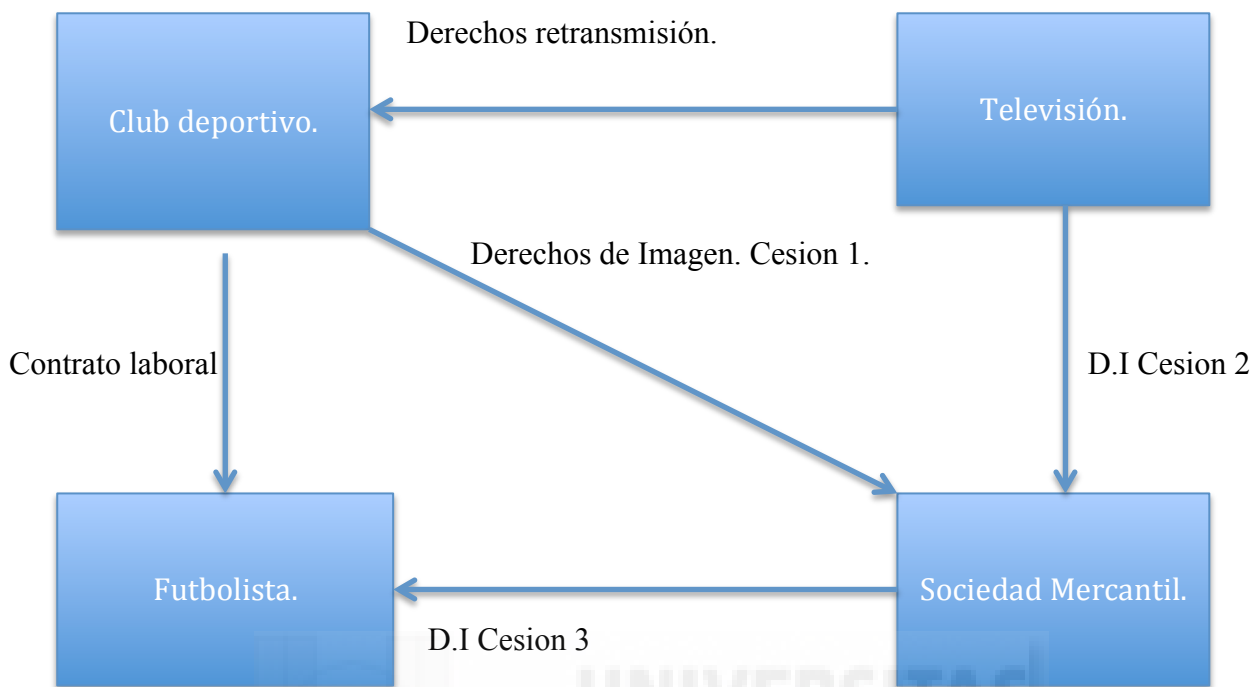 Derechos retransmisión.
Club deportivo.
Televisión.
Derechos de Imagen. Cesion 1.
Contrato laboral
D.I Cesion 2
Futbolista.
Sociedad Mercantil.
D.I Cesion 3
UNIVERSITAS